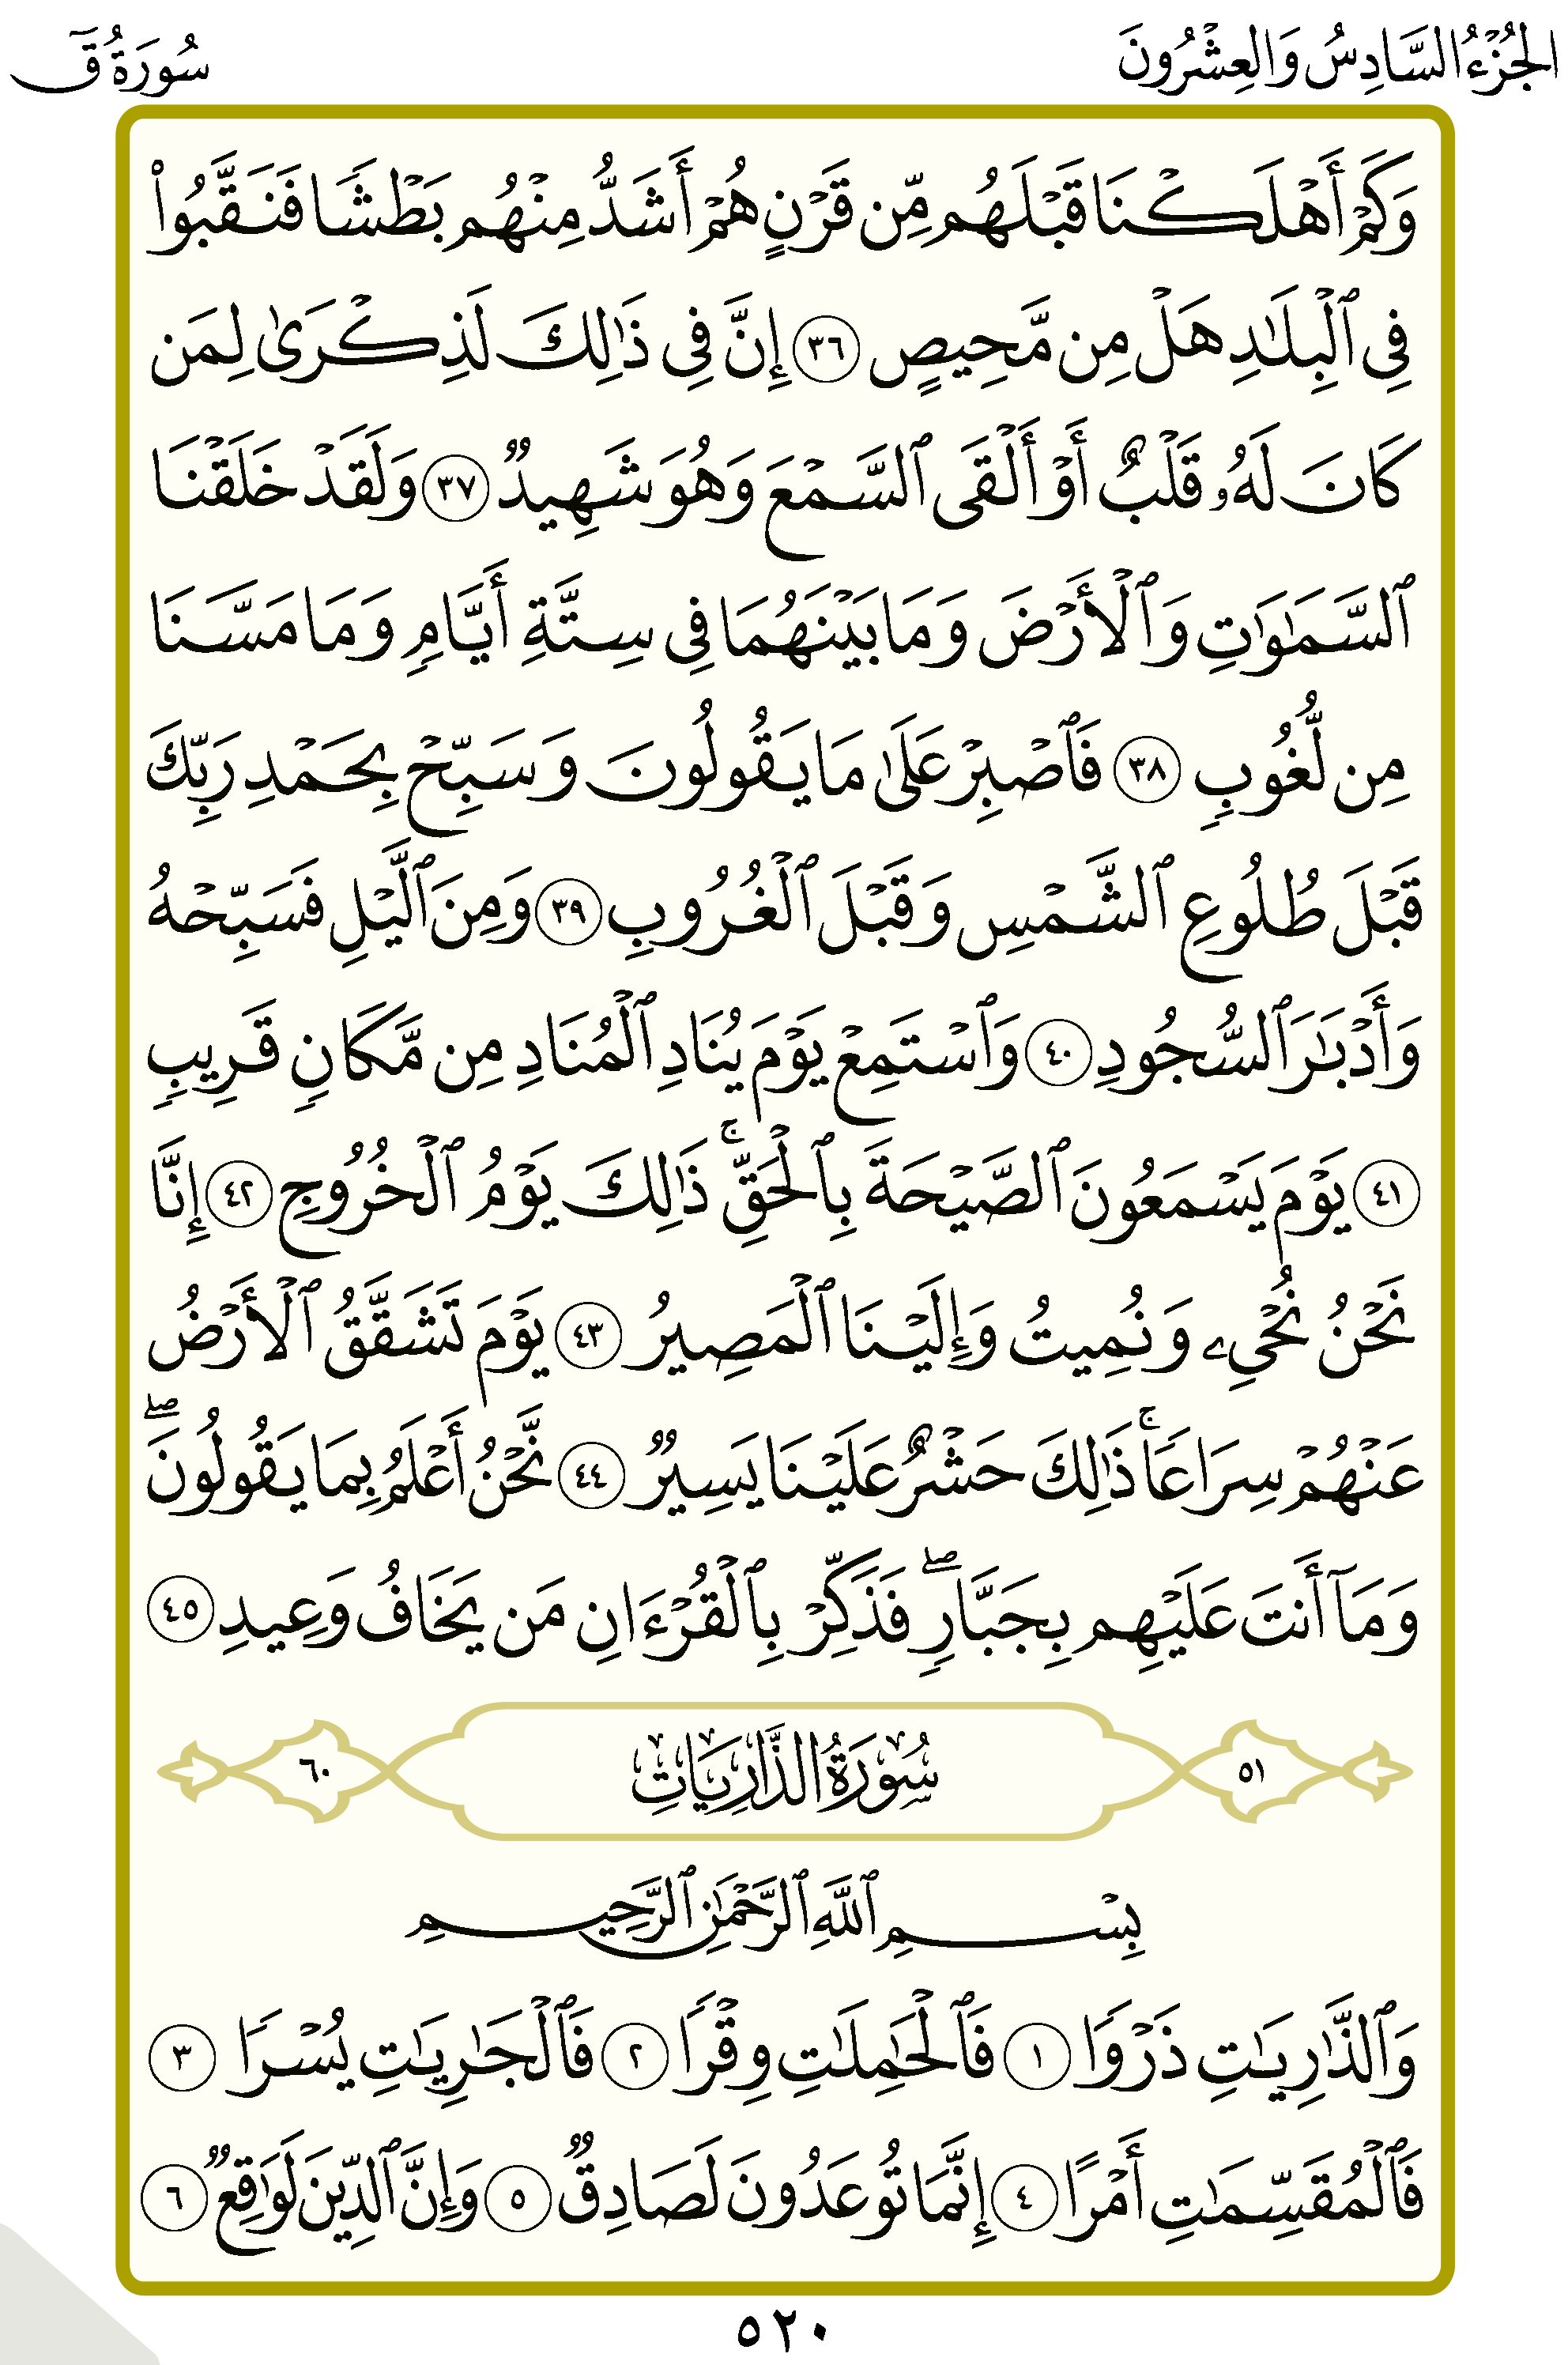 الجُزْءُ السَّادِسُ وَالعِشْرُونَ
سُورَةُ قٓ
وَكَمْ أَهْلَكْنَا قَبْلَهُم مِّن قَرْنٍ هُمْ أَشَدُّ مِنْهُم بَطْشًا فَنَقَّبُوا۟
فِى ٱلْبِلَـٰدِ هَلْ مِن مَّحِيصٍ ٣٦ إِنَّ فِى ذَٰلِكَ لَذِكْرَىٰ لِمَن
كَانَ لَهُۥ قَلْبٌ أَوْ أَلْقَى ٱلسَّمْعَ وَهُوَ شَهِيدٌ ٣٧ وَلَقَدْ خَلَقْنَا
ٱلسَّمَـٰوَٰتِ وَٱلْأَرْضَ وَمَا بَيْنَهُمَا فِى سِتَّةِ أَيَّامٍ وَمَا مَسَّنَا
مِن لُّغُوبٍ ٣٨ فَٱصْبِرْ عَلَىٰ مَا يَقُولُونَ وَسَبِّحْ بِحَمْدِ رَبِّكَ
قَبْلَ طُلُوعِ ٱلشَّمْسِ وَقَبْلَ ٱلْغُرُوبِ ٣٩ وَمِنَ ٱلَّيْلِ فَسَبِّحْهُ
وَأَدْبَـٰرَ ٱلسُّجُودِ ٤٠ وَٱسْتَمِعْ يَوْمَ يُنَادِ ٱلْمُنَادِ مِن مَّكَانٍ قَرِيبٍ
٤١ يَوْمَ يَسْمَعُونَ ٱلصَّيْحَةَ بِٱلْحَقِّ ۚ ذَٰلِكَ يَوْمُ ٱلْخُرُوجِ ٤٢ إِنَّا
نَحْنُ نُحْىِۦ وَنُمِيتُ وَإِلَيْنَا ٱلْمَصِيرُ ٤٣ يَوْمَ تَشَقَّقُ ٱلْأَرْضُ
عَنْهُمْ سِرَاعًا ۚ ذَٰلِكَ حَشْرٌ عَلَيْنَا يَسِيرٌ ٤٤ نَّحْنُ أَعْلَمُ بِمَا يَقُولُونَ ۖ
وَمَآ أَنتَ عَلَيْهِم بِجَبَّارٍ ۖ فَذَكِّرْ بِٱلْقُرْءَانِ مَن يَخَافُ وَعِيدِ ٤٥
٥١ سُورَةُ الذَّارِيَاتِ ٦٠
بِسْمِ ٱللَّهِ ٱلرَّحْمَـٰنِ ٱلرَّحِيمِ
وَٱلذَّٰرِيَـٰتِ ذَرْوًا ١ فَٱلْحَـٰمِلَـٰتِ وِقْرًا ٢ فَٱلْجَـٰرِيَـٰتِ يُسْرًا ٣
فَٱلْمُقَسِّمَـٰتِ أَمْرًا ٤ إِنَّمَا تُوعَدُونَ لَصَادِقٌ ٥ وَإِنَّ ٱلدِّينَ لَوَٰقِعٌ ٦
٥٢٠